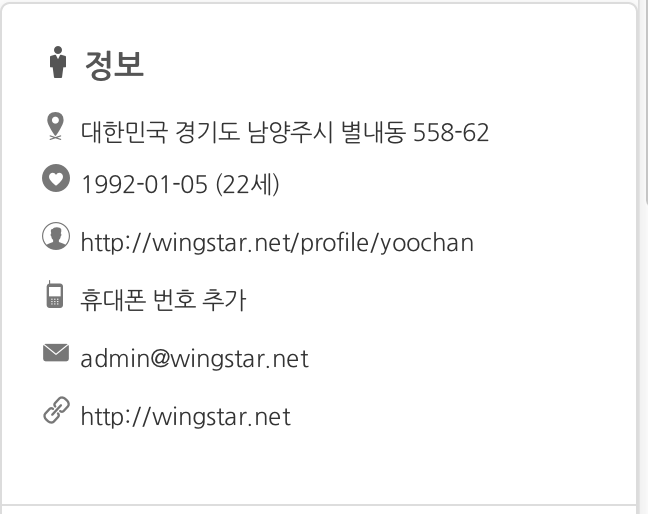 정보
대한민국 경기도 남양주시 별내동 558-62
1992-01-05 (22세)
http://wingstar.net/profile/yoochan
휴대폰 번호 추가
admin@wingstar.net
http://wingstar.net